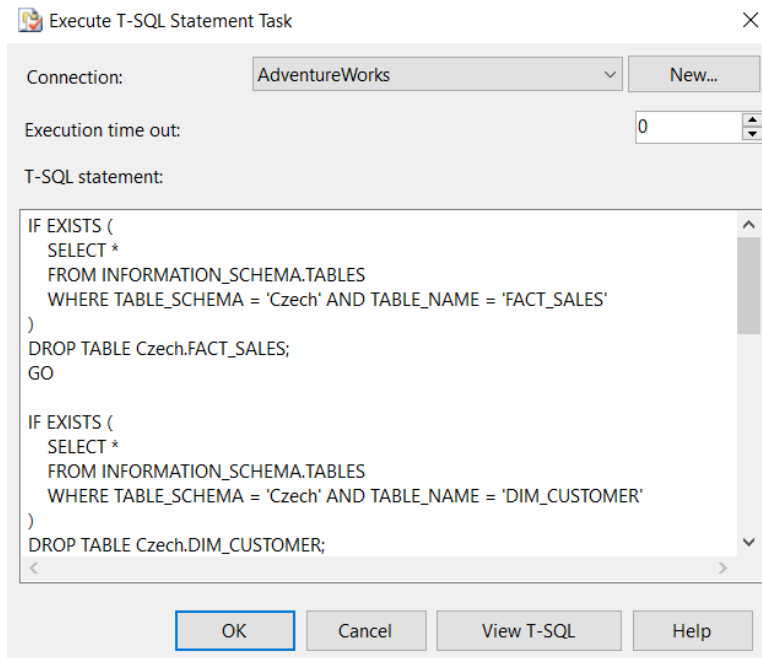 Execute T-SQL Statement Task
Connection: AdventureWorks New...
Execution time out: 0
T-SQL statement:
IF EXISTS (
SELECT *
FROM INFORMATION_SCHEMA.TABLES
WHERE TABLE_SCHEMA = 'Czech' AND TABLE_NAME = 'FACT_SALES'
)
DROP TABLE Czech.FACT_SALES;
GO
IF EXISTS (
SELECT *
FROM INFORMATION_SCHEMA.TABLES
WHERE TABLE_SCHEMA = 'Czech' AND TABLE_NAME = 'DIM_CUSTOMER'
)
DROP TABLE Czech.DIM_CUSTOMER;
OK Cancel View T-SQL Help